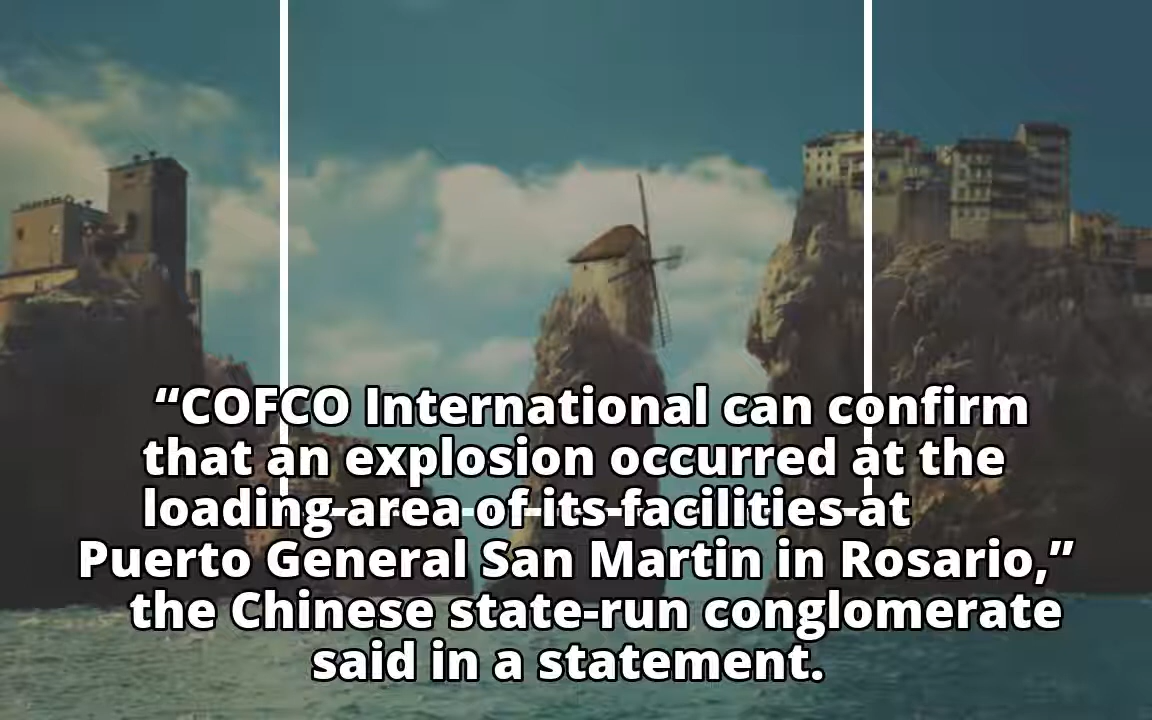 “COFCO International can confirm
that an explosion occurred at the
loading area of its facilities at
Puerto General San Martin in Rosario,”
the Chinese state-run conglomerate
said in a statement.